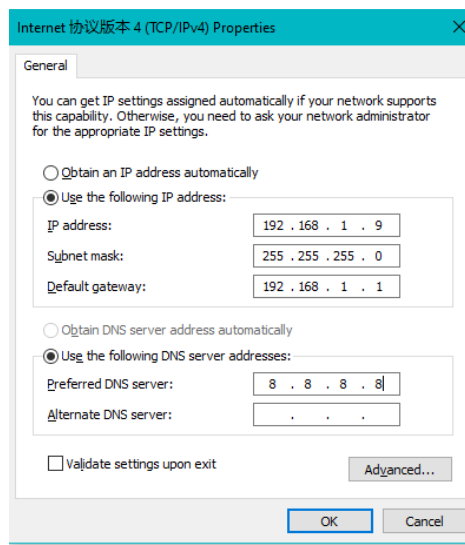 Internet 协议版本 4 (TCP/IPv4) Properties
General
You can get IP settings assigned automatically if your network supports
this capability. Otherwise, you need to ask your network administrator
for the appropriate IP settings.
Obtain an IP address automatically
Use the following IP address:
IP address: 192 . 168 . 1 . 9
Subnet mask: 255 . 255 . 255 . 0
Default gateway: 192 . 168 . 1 . 1
Obtain DNS server address automatically
Use the following DNS server addresses:
Preferred DNS server: 8 . 8 . 8 . 8
Alternate DNS server: . . .
Validate settings upon exit
Advanced...
OK Cancel